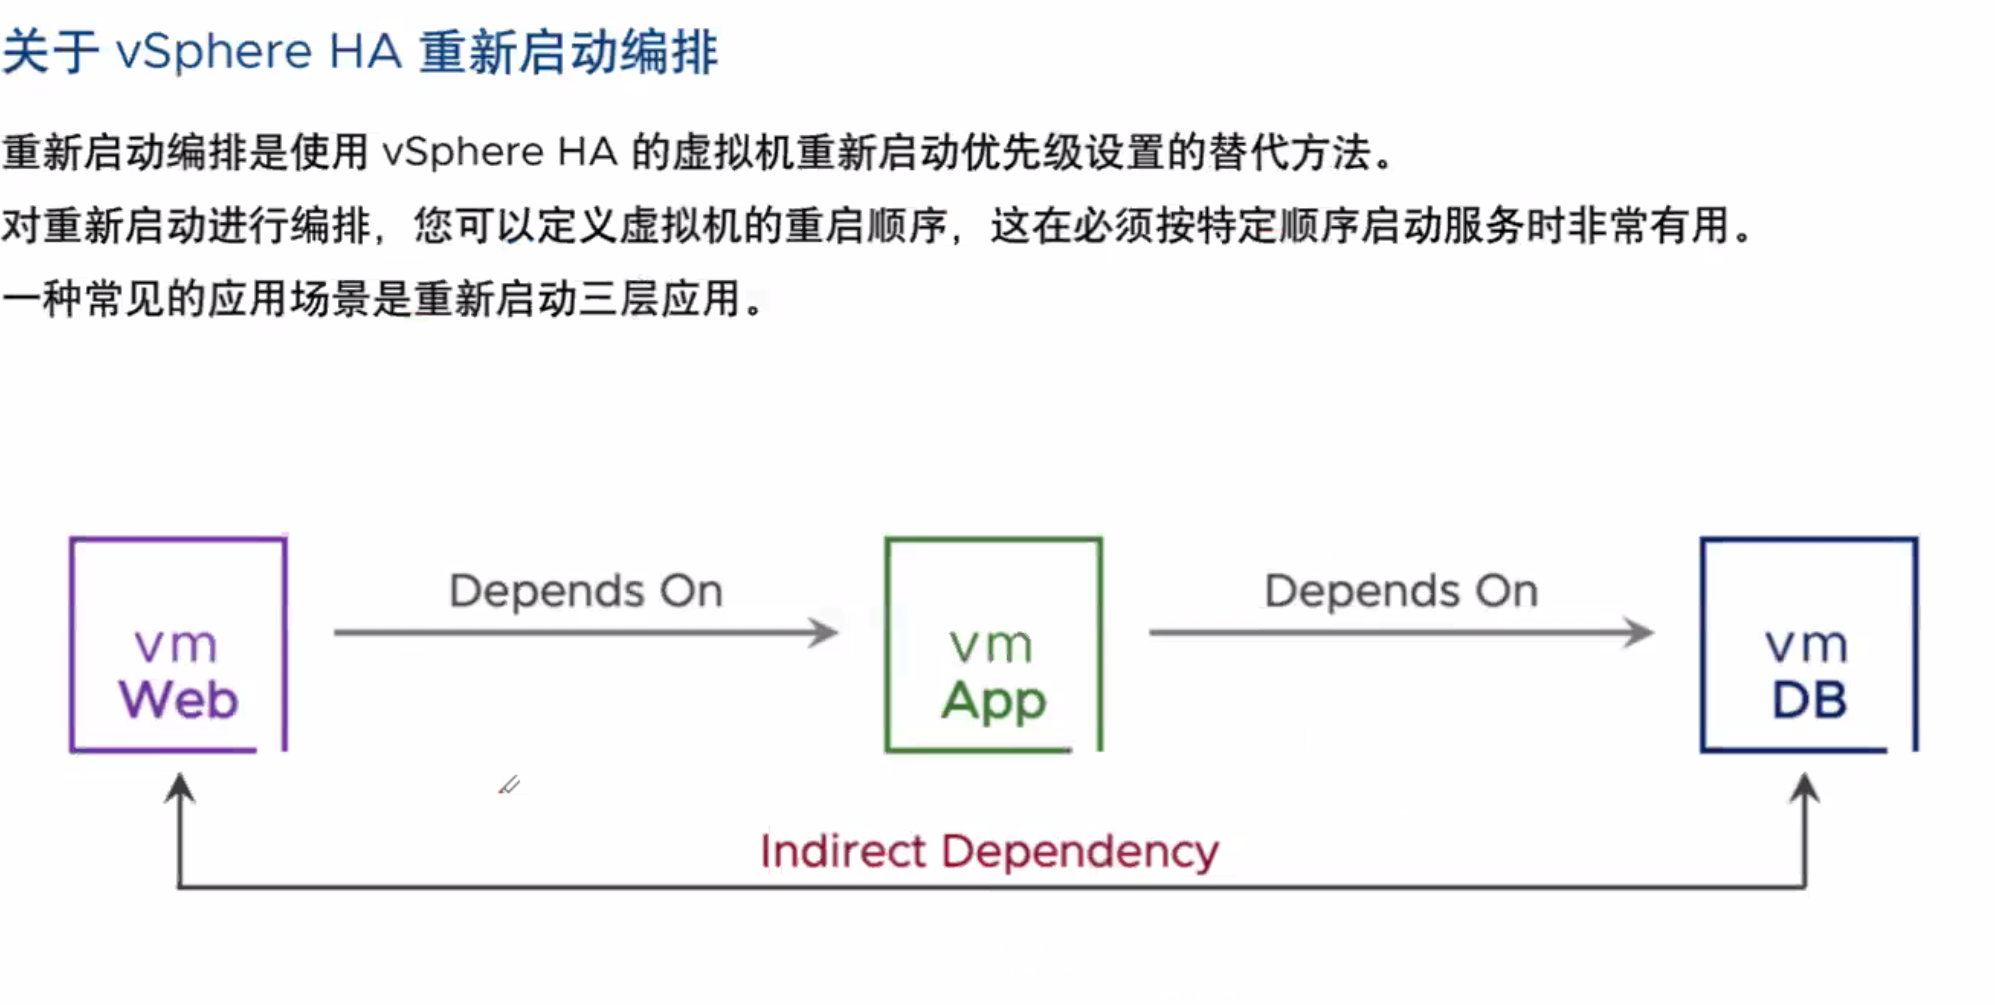 关于 vSphere HA 重新启动编排
重新启动编排是使用 vSphere HA 的虚拟机重新启动优先级设置的替代方法。
对重新启动进行编排，您可以定义虚拟机的重启顺序，这在必须按特定顺序启动服务时非常有用。
一种常见的应用场景是重新启动三层应用。
vm
Web
Depends On
vm
App
Depends On
vm
DB
Indirect Dependency